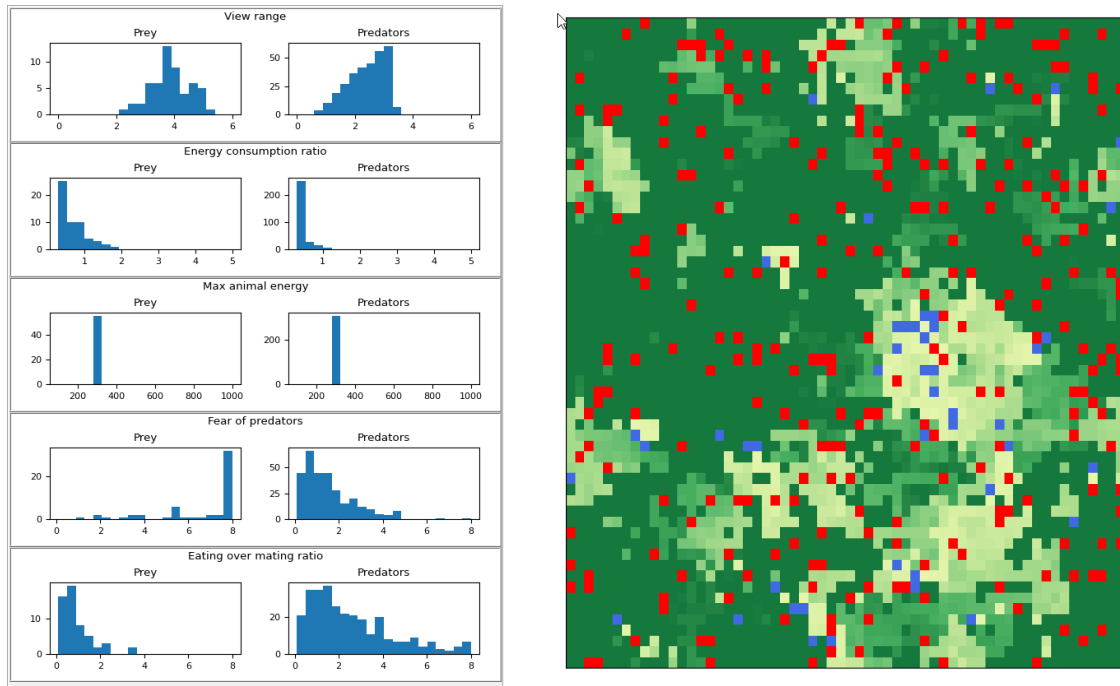 View range
Prey Predators
10
5
0
0 2 4 6
50
25
0
0 2 4 6
Energy consumption ratio
Prey Predators
20
10
0
1 2 3 4 5
200
100
0
1 2 3 4 5
Max animal energy
Prey Predators
40
20
0
200 400 600 800 1000
200
0
200 400 600 800 1000
Fear of predators
Prey Predators
20
0
0 2 4 6 8
50
25
0
0 2 4 6 8
Eating over mating ratio
Prey Predators
10
0
0 2 4 6 8
20
0
0 2 4 6 8